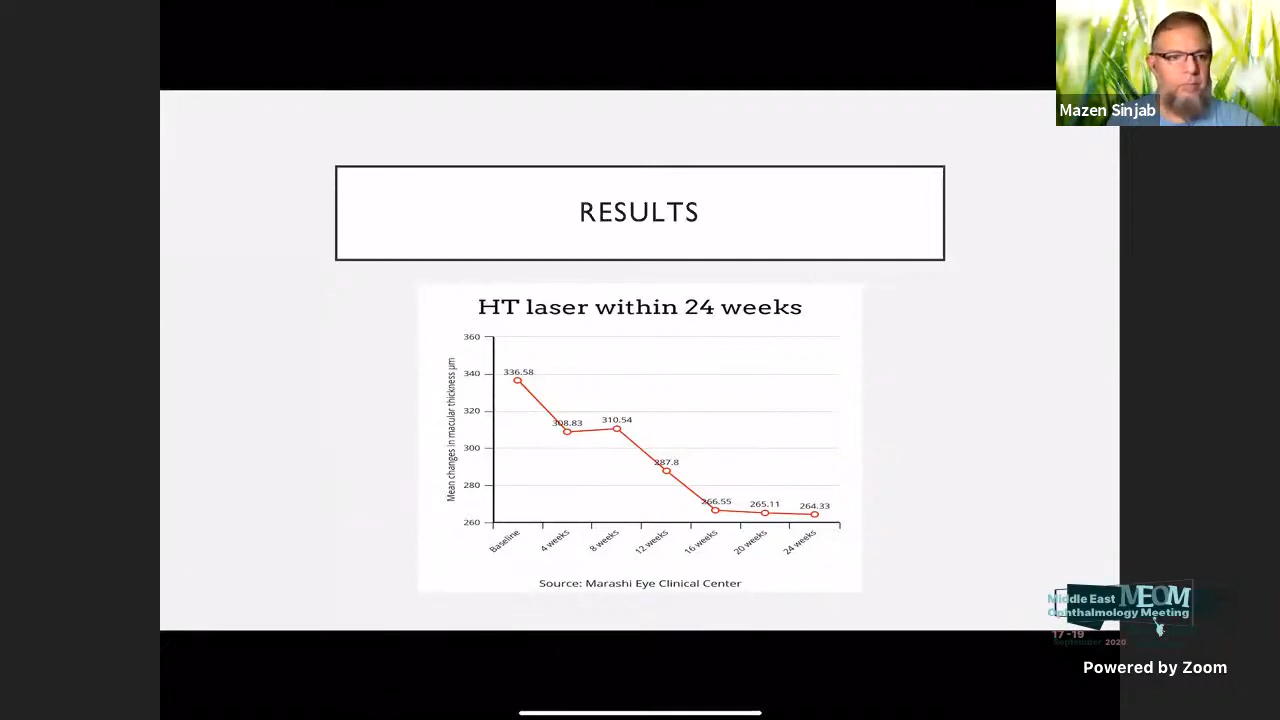 Mazen Sinjab
RESULTS
HT laser within 24 weeks
Mean changes in macular thickness µm
360
340
320
300
280
260
336.58
308.83
310.54
287.8
266.55
265.11
264.33
Baseline
4 weeks
8 weeks
12 weeks
16 weeks
20 weeks
24 weeks
Source: Marashi Eye Clinical Center
Middle East MEOM
Ophthalmology Meeting
17 -19
September 2020
Powered by Zoom